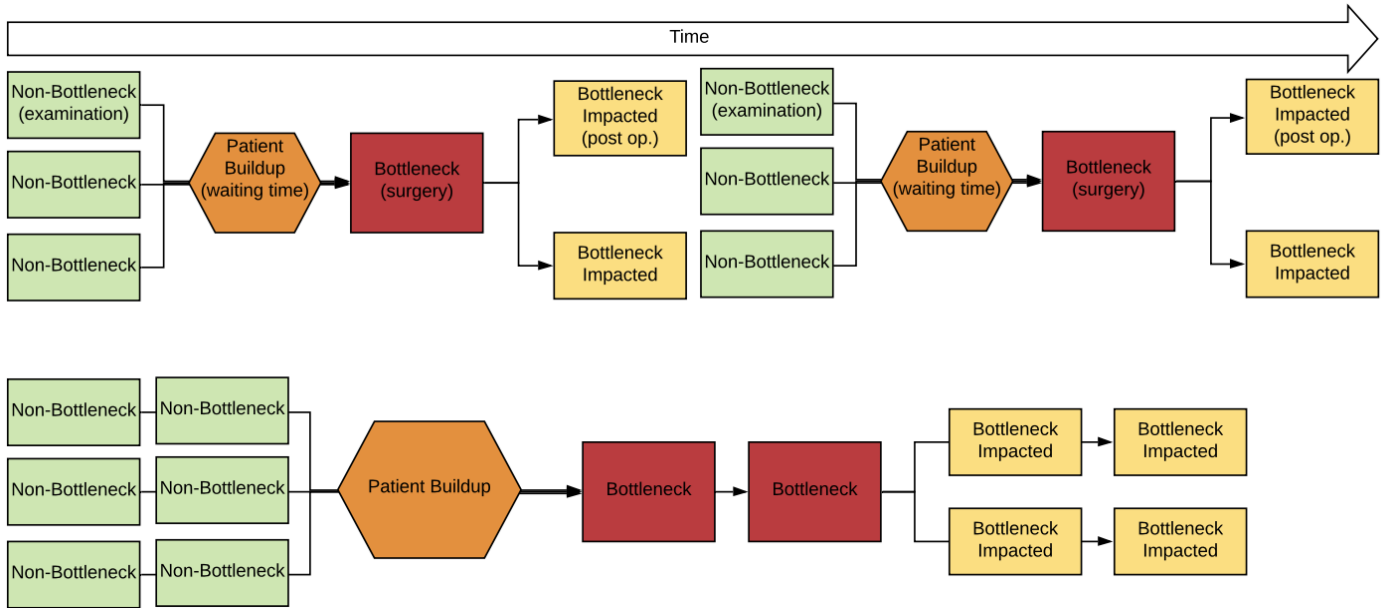 Time
Non-Bottleneck
(examination)
Non-Bottleneck
Non-Bottleneck
Patient
Buildup
(waiting time)
Bottleneck
(surgery)
Bottleneck
Impacted
(post op.)
Bottleneck
Impacted
Non-Bottleneck
(examination)
Non-Bottleneck
Non-Bottleneck
Patient
Buildup
(waiting time)
Bottleneck
(surgery)
Bottleneck
Impacted
(post op.)
Bottleneck
Impacted
Non-Bottleneck
Non-Bottleneck
Non-Bottleneck
Non-Bottleneck
Non-Bottleneck
Non-Bottleneck
Patient Buildup
Bottleneck
Bottleneck
Bottleneck
Impacted
Bottleneck
Impacted
Bottleneck
Impacted
Bottleneck
Impacted